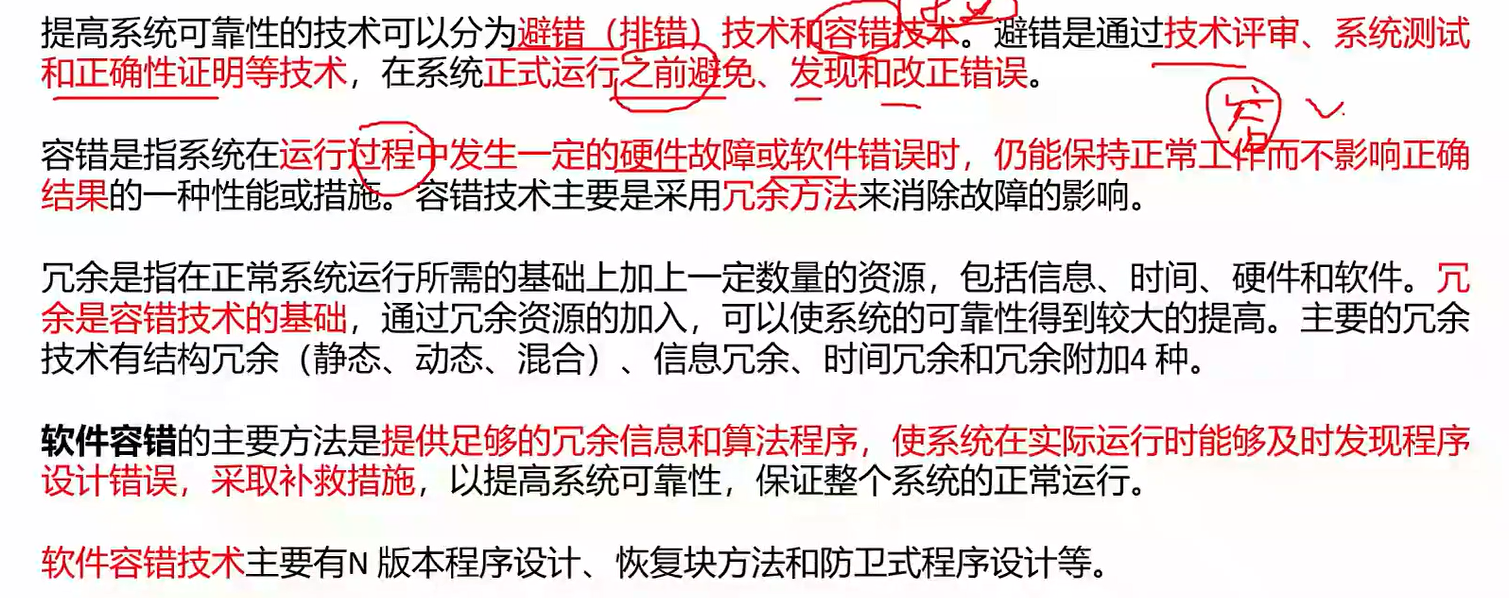 提高系统可靠性的技术可以分为避错（排错）技术和容错技术。避错是通过技术评审、系统测试
和正确性证明等技术，在系统正式运行之前避免、发现和改正错误。
容
容错是指系统在运行过程中发生一定的硬件故障或软件错误时，仍能保持正常工作而不影响正确
结果的一种性能或措施。容错技术主要是采用冗余方法来消除故障的影响。
冗余是指在正常系统运行所需的基础上加上一定数量的资源，包括信息、时间、硬件和软件。冗
余是容错技术的基础，通过冗余资源的加入，可以使系统的可靠性得到较大的提高。主要的冗余
技术有结构冗余（静态、动态、混合）、信息冗余、时间冗余和冗余附加4 种。
软件容错的主要方法是提供足够的冗余信息和算法程序，使系统在实际运行时能够及时发现程序
设计错误，采取补救措施，以提高系统可靠性，保证整个系统的正常运行。
软件容错技术主要有N 版本程序设计、恢复块方法和防卫式程序设计等。